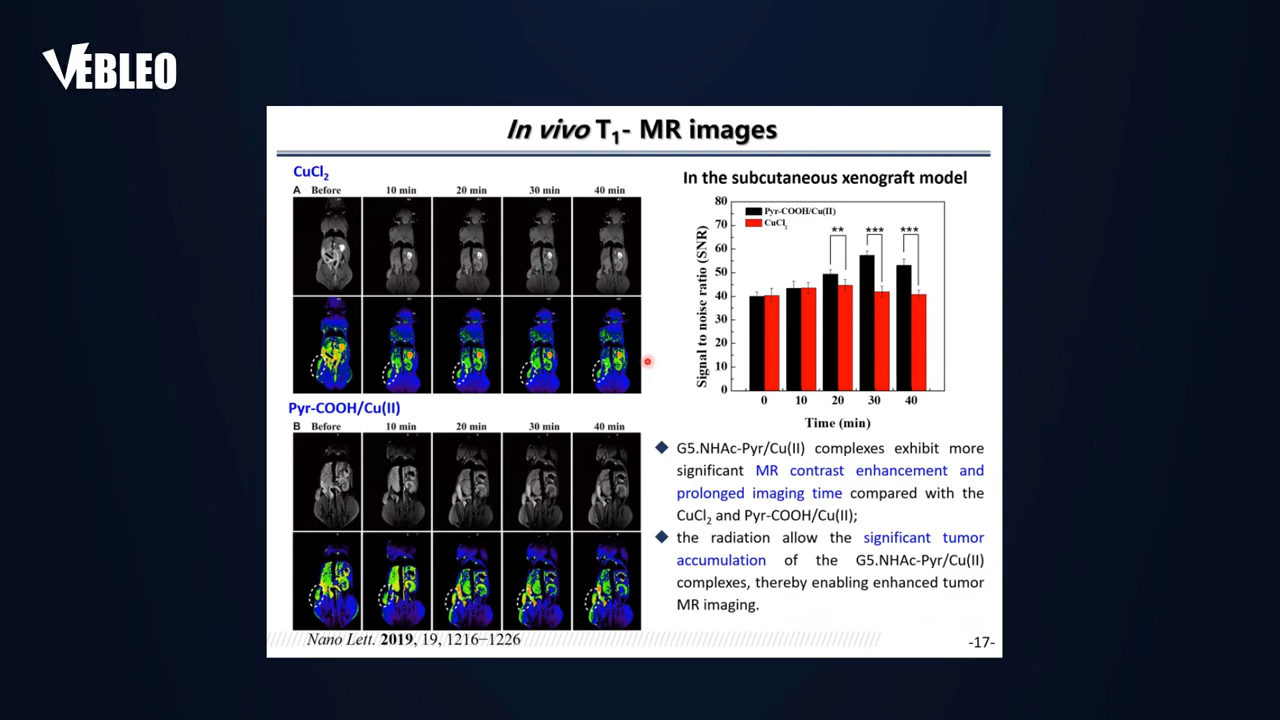 VEBLEO
In vivo T₁- MR images
CuCl₂
A Before 10 min 20 min 30 min 40 min
Pyr-COOH/Cu(II)
B Before 10 min 20 min 30 min 40 min
In the subcutaneous xenograft model
Signal to noise ratio (SNR)
80
70
60
50
40
30
20
10
0
Pyr-COOH/Cu(II)
CuCl₂
** *** ***
0 10 20 30 40
Time (min)
G5.NHAc-Pyr/Cu(II) complexes exhibit more
significant MR contrast enhancement and
prolonged imaging time compared with the
CuCl₂ and Pyr-COOH/Cu(II);
the radiation allow the significant tumor
accumulation of the G5.NHAc-Pyr/Cu(II)
complexes, thereby enabling enhanced tumor
MR imaging.
Nano Lett. 2019, 19, 1216−1226
-17-